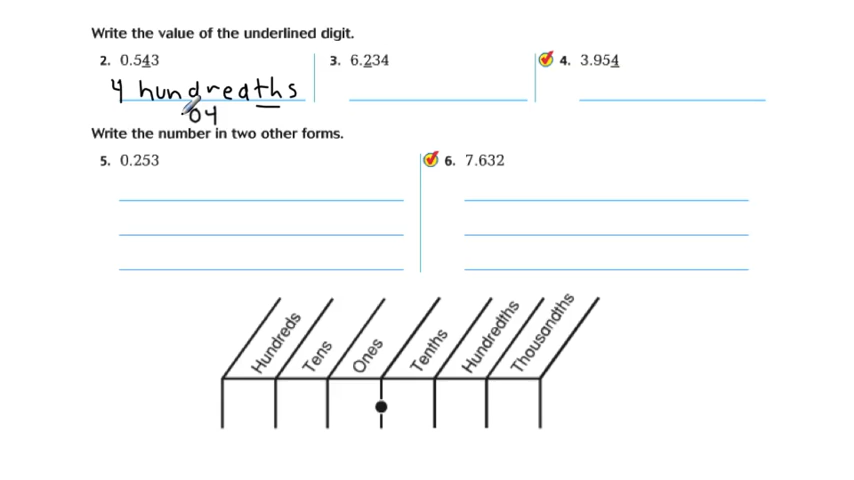 Write the value of the underlined digit.
2. 0.543 3. 6.234 4. 3.954
4 hundreaths
.04
Write the number in two other forms.
5. 0.253 6. 7.632
Hundreds Tens Ones Tenths Hundredths Thousandths